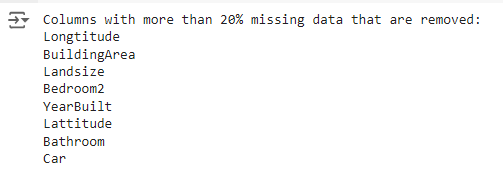 Columns with more than 20% missing data that are removed:
Longtitude
BuildingArea
Landsize
Bedroom2
YearBuilt
Lattitude
Bathroom
Car